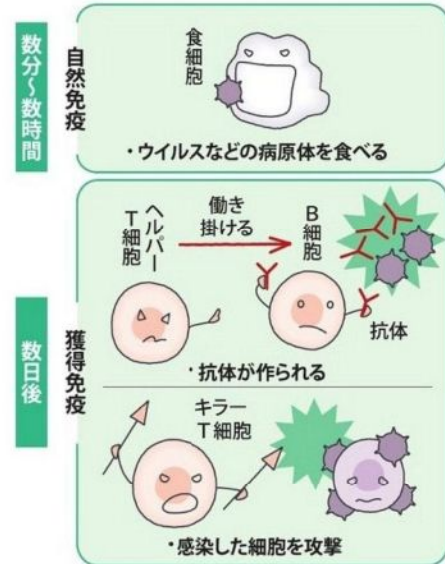 数分～数時間
自然免疫
食細胞
・ウイルスなどの病原体を食べる
数日後
獲得免疫
ヘルパー
T細胞
働き
掛ける
B細胞
抗体
・抗体が作られる
キラー
T細胞
・感染した細胞を攻撃